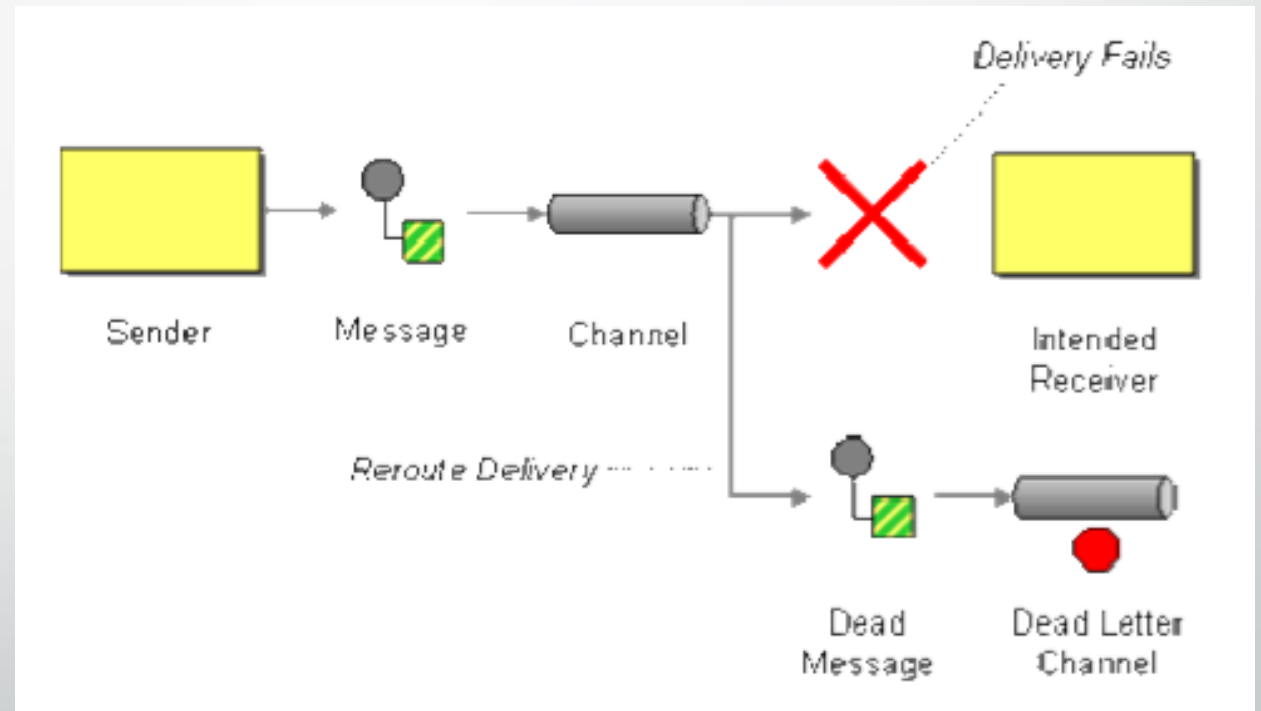 Delivery Fails
Sender
Message
Channel
Intended
Receiver
Reroute Delivery
Dead
Message
Dead Letter
Channel